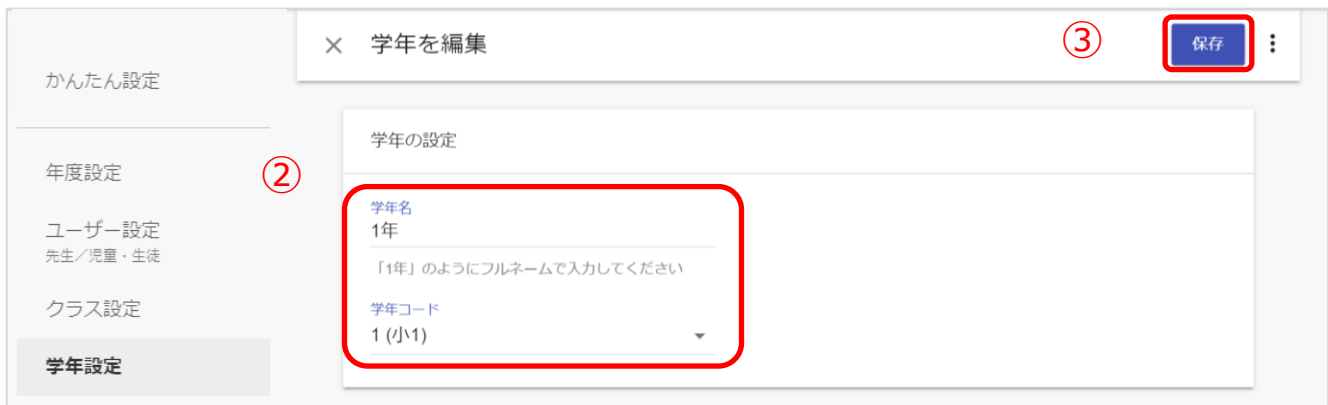 かんたん設定
年度設定
ユーザー設定
先生／児童・生徒
クラス設定
学年設定
× 学年を編集
③
保存
学年の設定
②
学年名
1年
「1年」のようにフルネームで入力してください
学年コード
1 (小1)